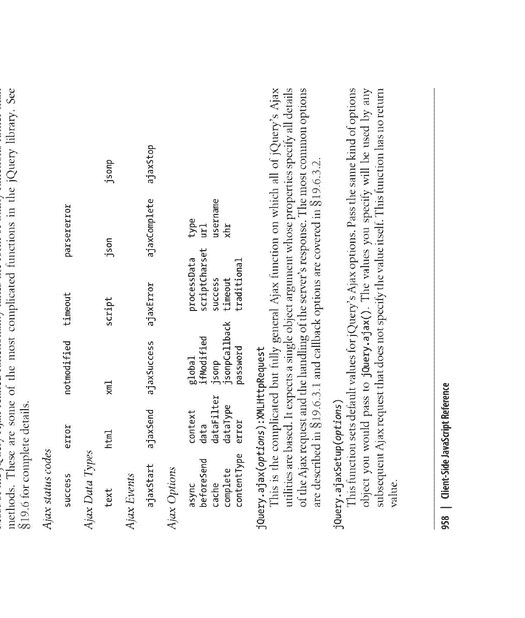 methods. These are some of the most complicated functions in the jQuery library. See
§19.6 for complete details.
Ajax status codes
success error notmodified timeout parsererror
Ajax Data Types
text html xml script json jsonp
Ajax Events
ajaxStart ajaxSend ajaxSuccess ajaxError ajaxComplete ajaxStop
Ajax Options
async context global processData type
beforeSend data ifModified scriptCharset url
cache dataFilter jsonp success username
complete dataType jsonpCallback timeout xhr
contentType error password traditional
jQuery.ajax(options):XMLHttpRequest
This is the complicated but fully general Ajax function on which all of jQuery's Ajax
utilities are based. It expects a single object argument whose properties specify all details
of the Ajax request and the handling of the server's response. The most common options
are described in §19.6.3.1 and callback options are covered in §19.6.3.2.
jQuery.ajaxSetup(options)
This function sets default values for jQuery's Ajax options. Pass the same kind of options
object you would pass to jQuery.ajax(). The values you specify will be used by any
subsequent Ajax request that does not specify the value itself. This function has no return
value.
958 | Client-Side JavaScript Reference